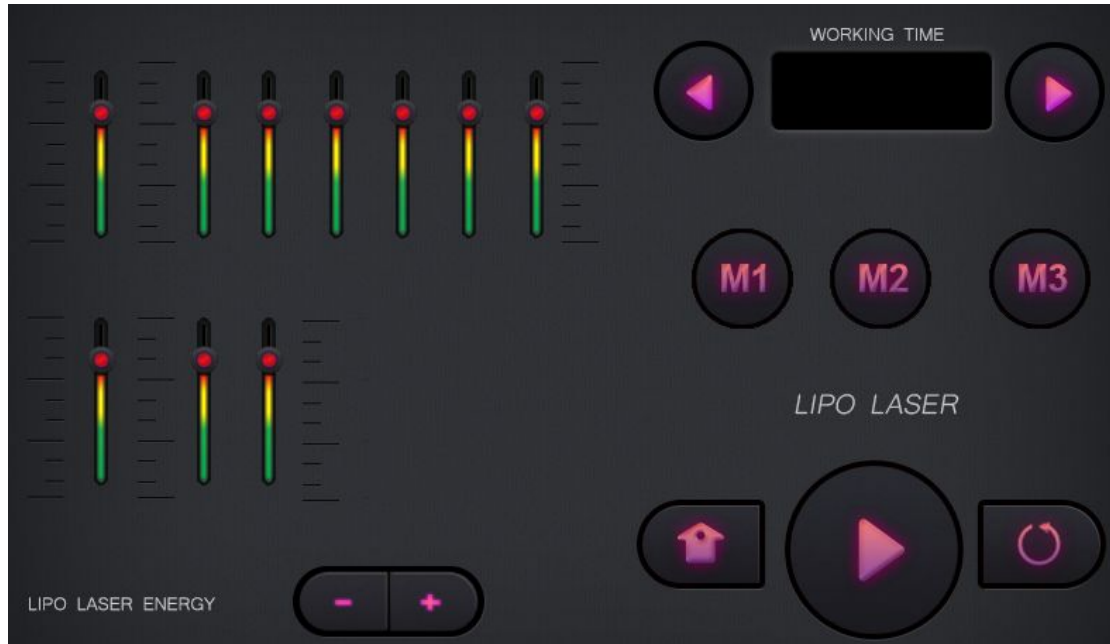 WORKING TIME
M1 M2 M3
LIPO LASER
LIPO LASER ENERGY - +